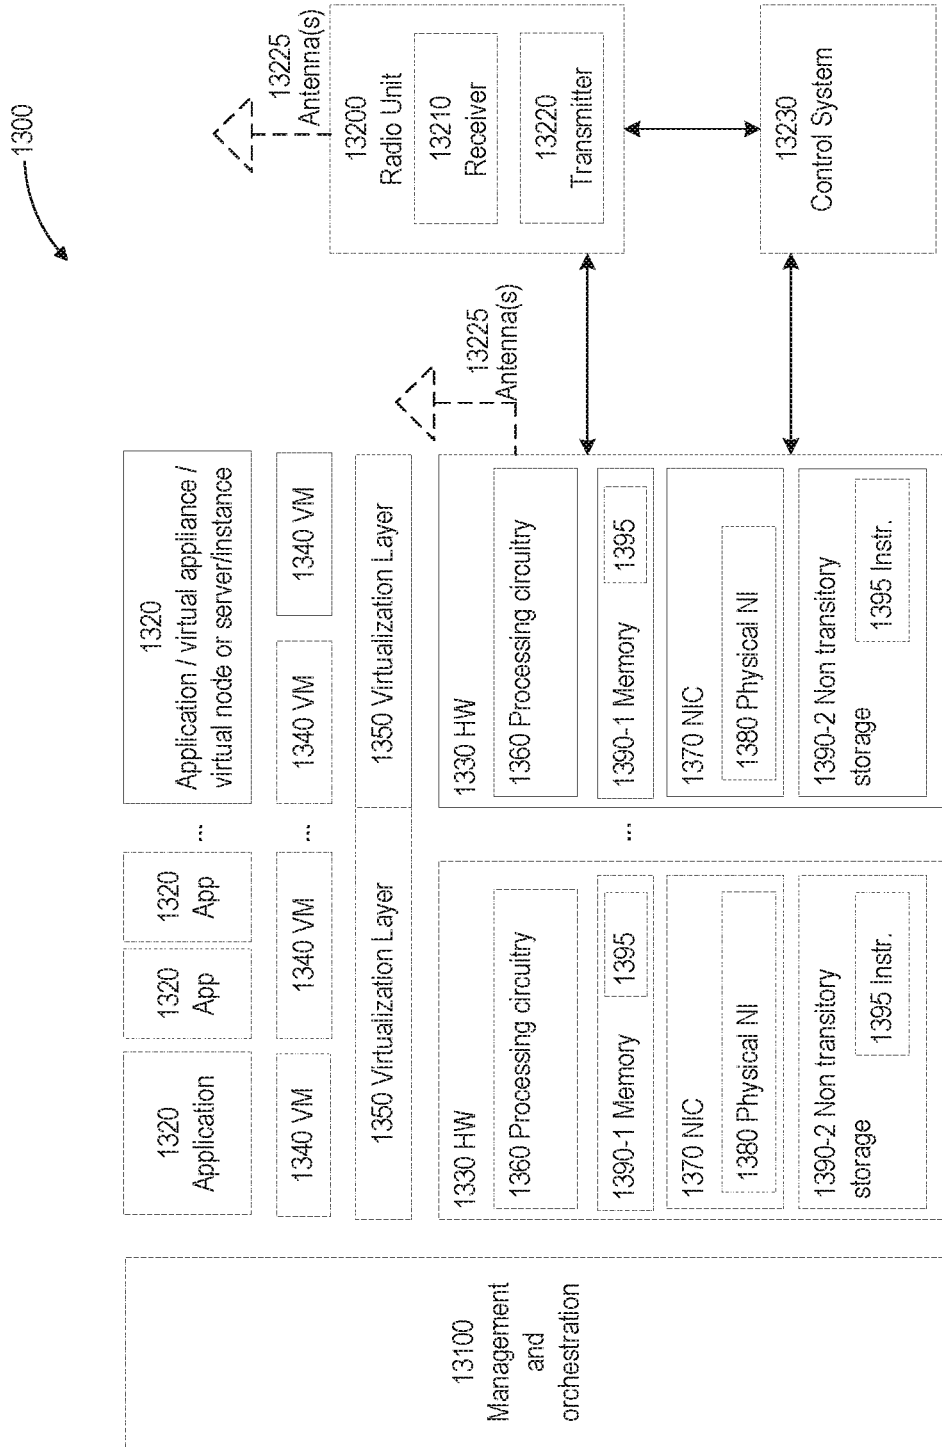 1300
13100
Management
and
orchestration
1320
Application
1320
App
1320
App
...
1320
Application / virtual appliance /
virtual node or server/instance
1340 VM
1340 VM
...
1340 VM
1340 VM
1350 Virtualization Layer
1350 Virtualization Layer
1330 HW
1360 Processing circuitry
1390-1 Memory
1395
1370 NIC
1380 Physical NI
1390-2 Non transitory
storage
1395 Instr.
...
1330 HW
1360 Processing circuitry
1390-1 Memory
1395
1370 NIC
1380 Physical NI
1390-2 Non transitory
storage
1395 Instr.
13225
Antenna(s)
13225
Antenna(s)
13200
Radio Unit
13210
Receiver
13220
Transmitter
13230
Control System